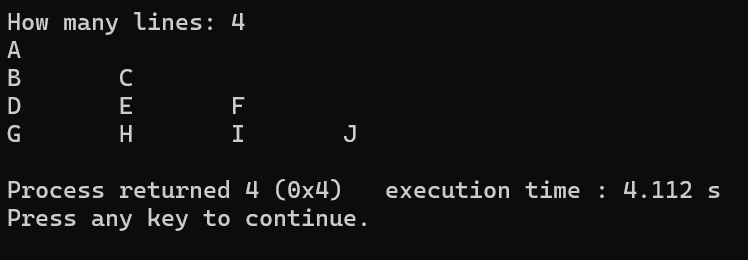 How many lines: 4
A
B	C
D	E	F
G	H	I	J
Process returned 4 (0x4)   execution time : 4.112 s
Press any key to continue.